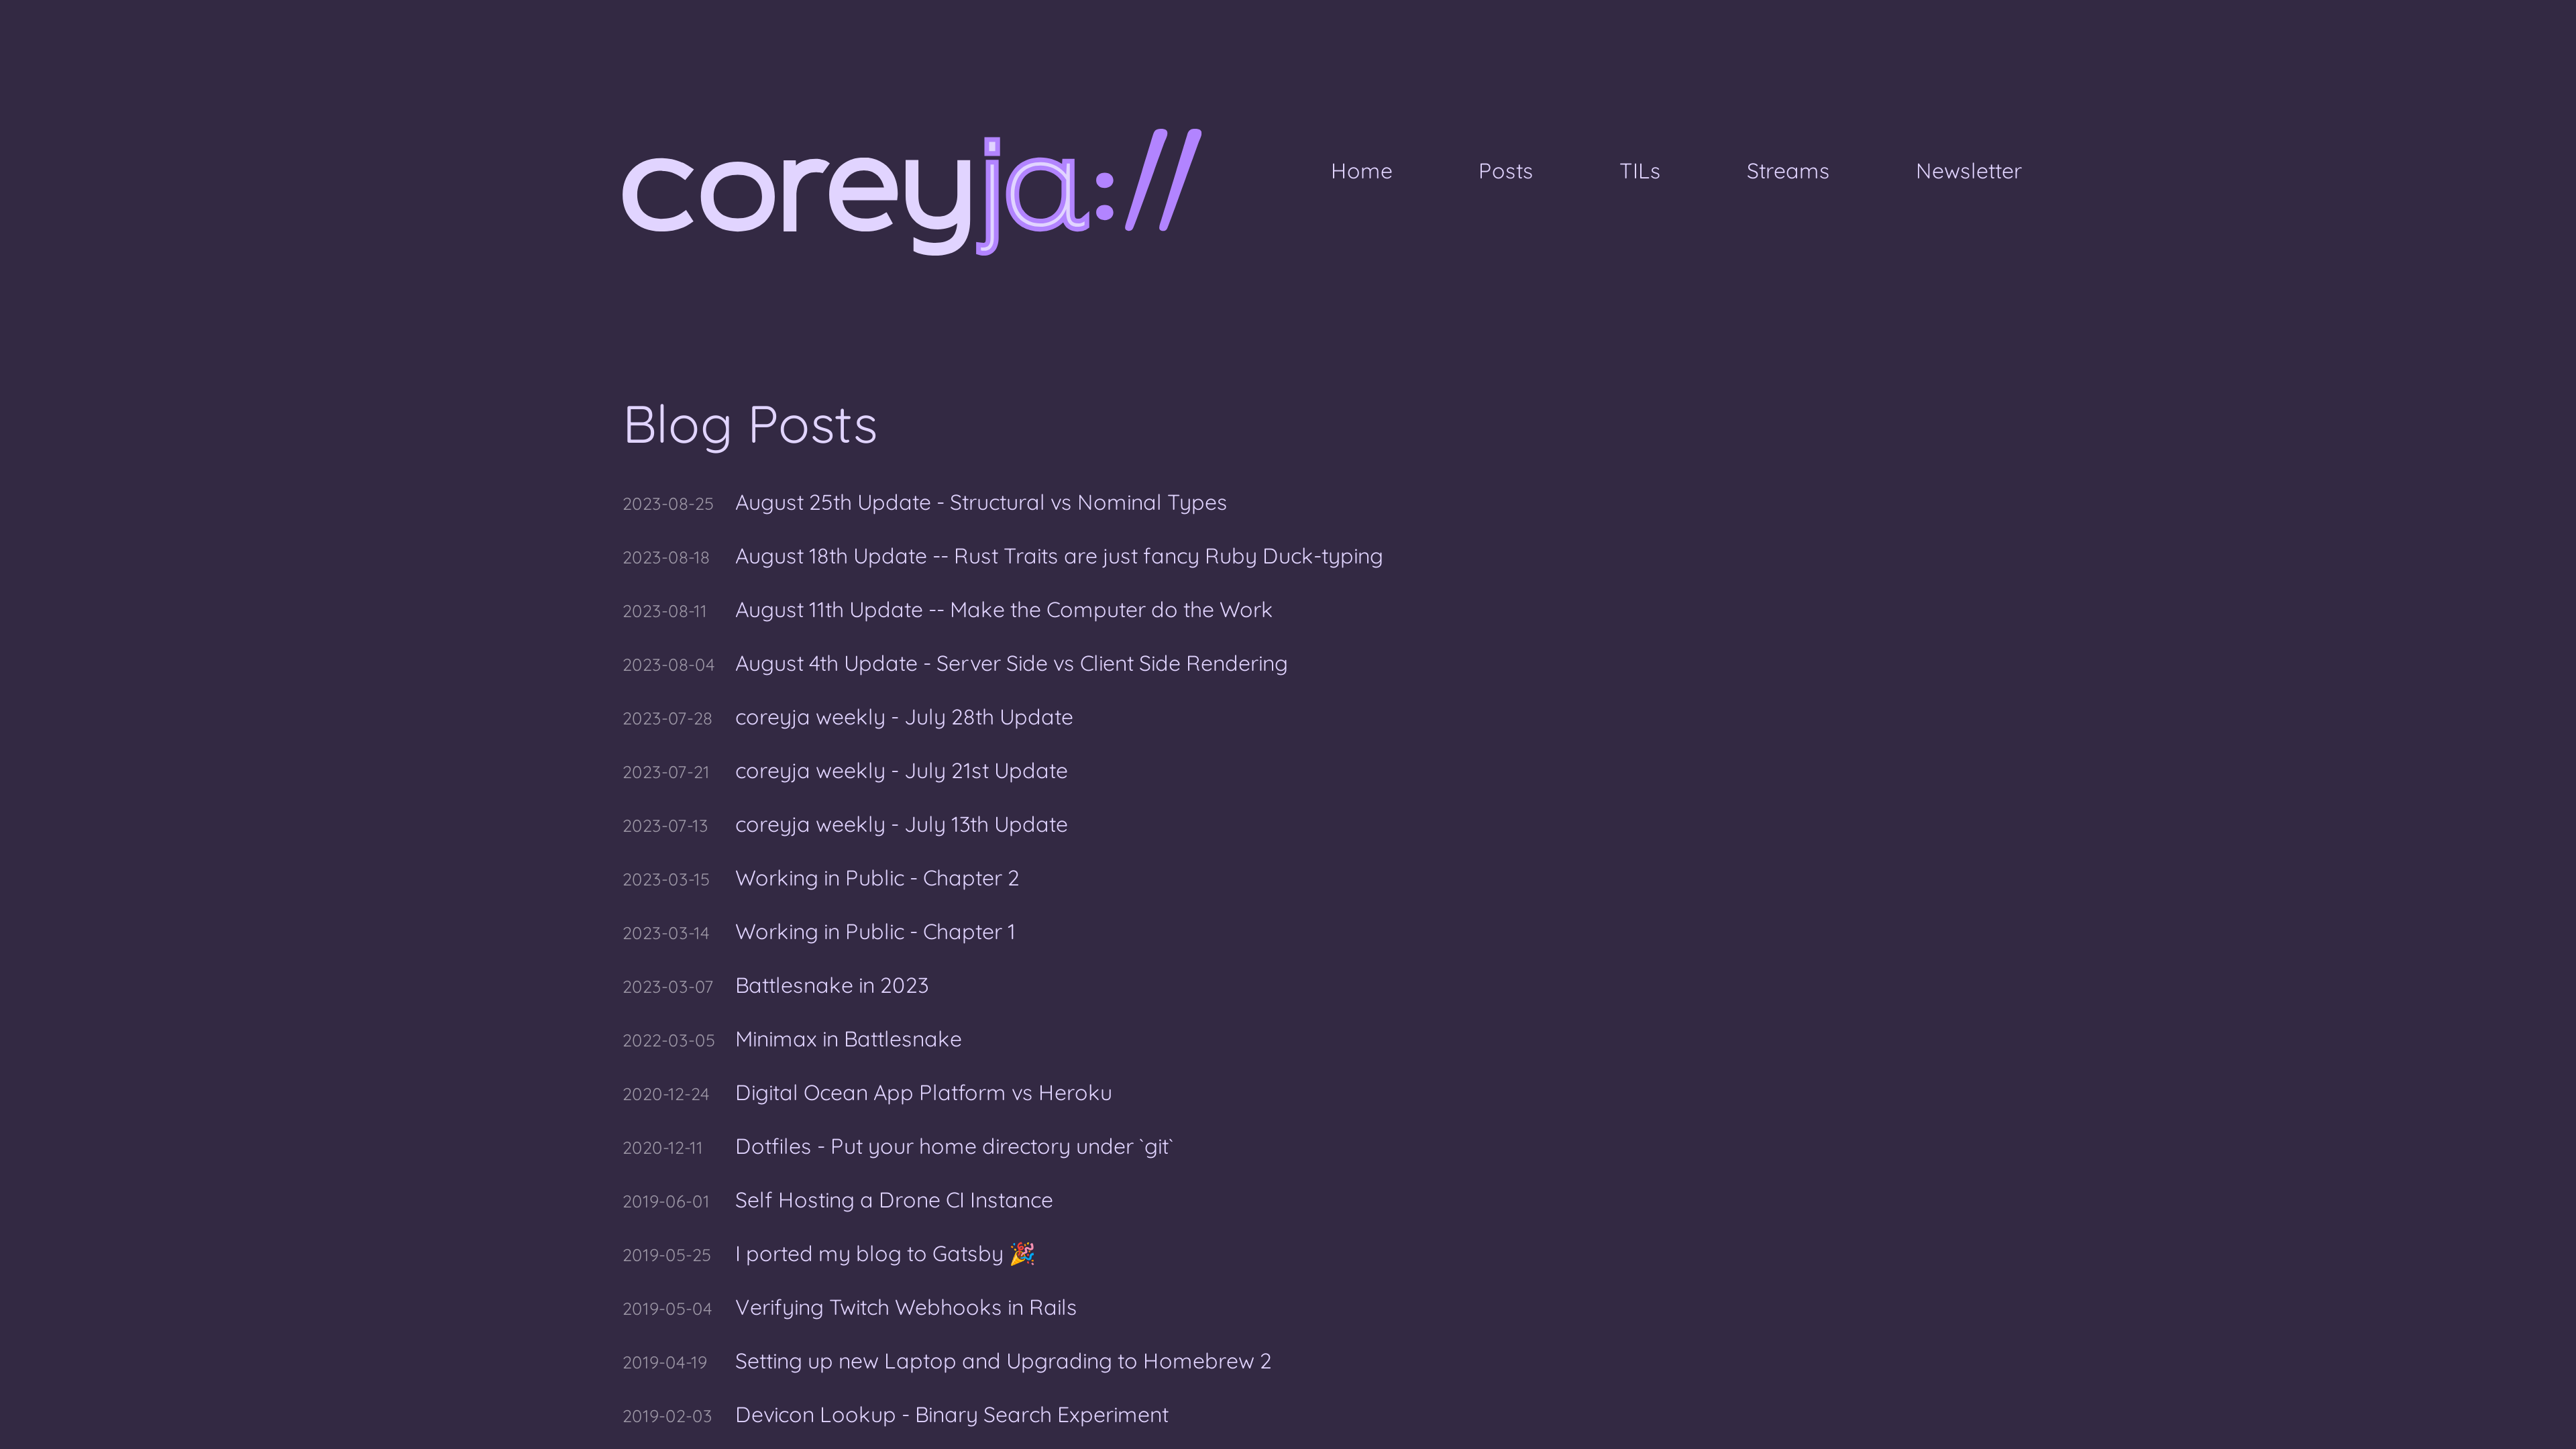 coreyja://
Home Posts TILs Streams Newsletter
Blog Posts
2023-08-25 August 25th Update - Structural vs Nominal Types
2023-08-18 August 18th Update -- Rust Traits are just fancy Ruby Duck-typing
2023-08-11 August 11th Update -- Make the Computer do the Work
2023-08-04 August 4th Update - Server Side vs Client Side Rendering
2023-07-28 coreyja weekly - July 28th Update
2023-07-21 coreyja weekly - July 21st Update
2023-07-13 coreyja weekly - July 13th Update
2023-03-15 Working in Public - Chapter 2
2023-03-14 Working in Public - Chapter 1
2023-03-07 Battlesnake in 2023
2022-03-05 Minimax in Battlesnake
2020-12-24 Digital Ocean App Platform vs Heroku
2020-12-11 Dotfiles - Put your home directory under `git`
2019-06-01 Self Hosting a Drone CI Instance
2019-05-25 I ported my blog to Gatsby 🎉
2019-05-04 Verifying Twitch Webhooks in Rails
2019-04-19 Setting up new Laptop and Upgrading to Homebrew 2
2019-02-03 Devicon Lookup - Binary Search Experiment